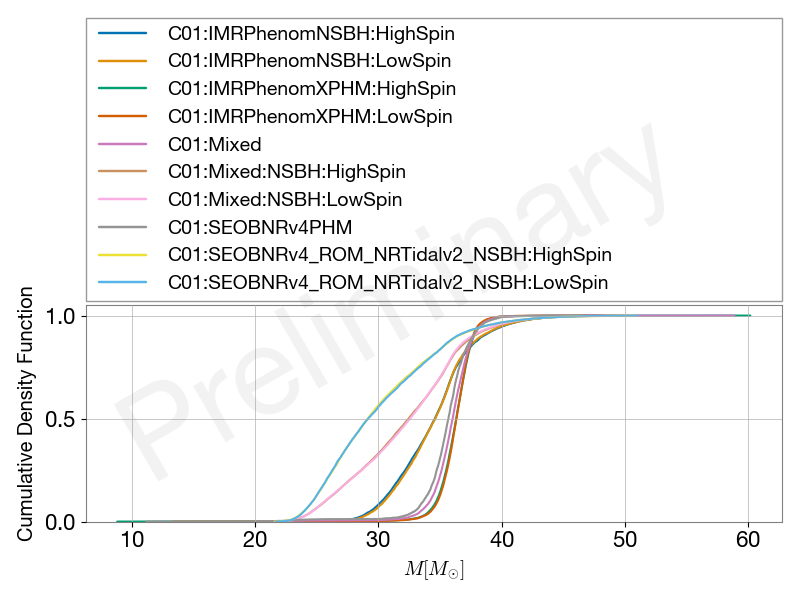 C01:IMRPhenomNSBH:HighSpin
C01:IMRPhenomNSBH:LowSpin
C01:IMRPhenomXPHM:HighSpin
C01:IMRPhenomXPHM:LowSpin
C01:Mixed
C01:Mixed:NSBH:HighSpin
C01:Mixed:NSBH:LowSpin
C01:SEOBNRv4PHM
C01:SEOBNRv4_ROM_NRTidalv2_NSBH:HighSpin
C01:SEOBNRv4_ROM_NRTidalv2_NSBH:LowSpin
Preliminary
Cumulative Density Function
1.0
0.5
0.0
10 20 30 40 50 60
M[M⊙]